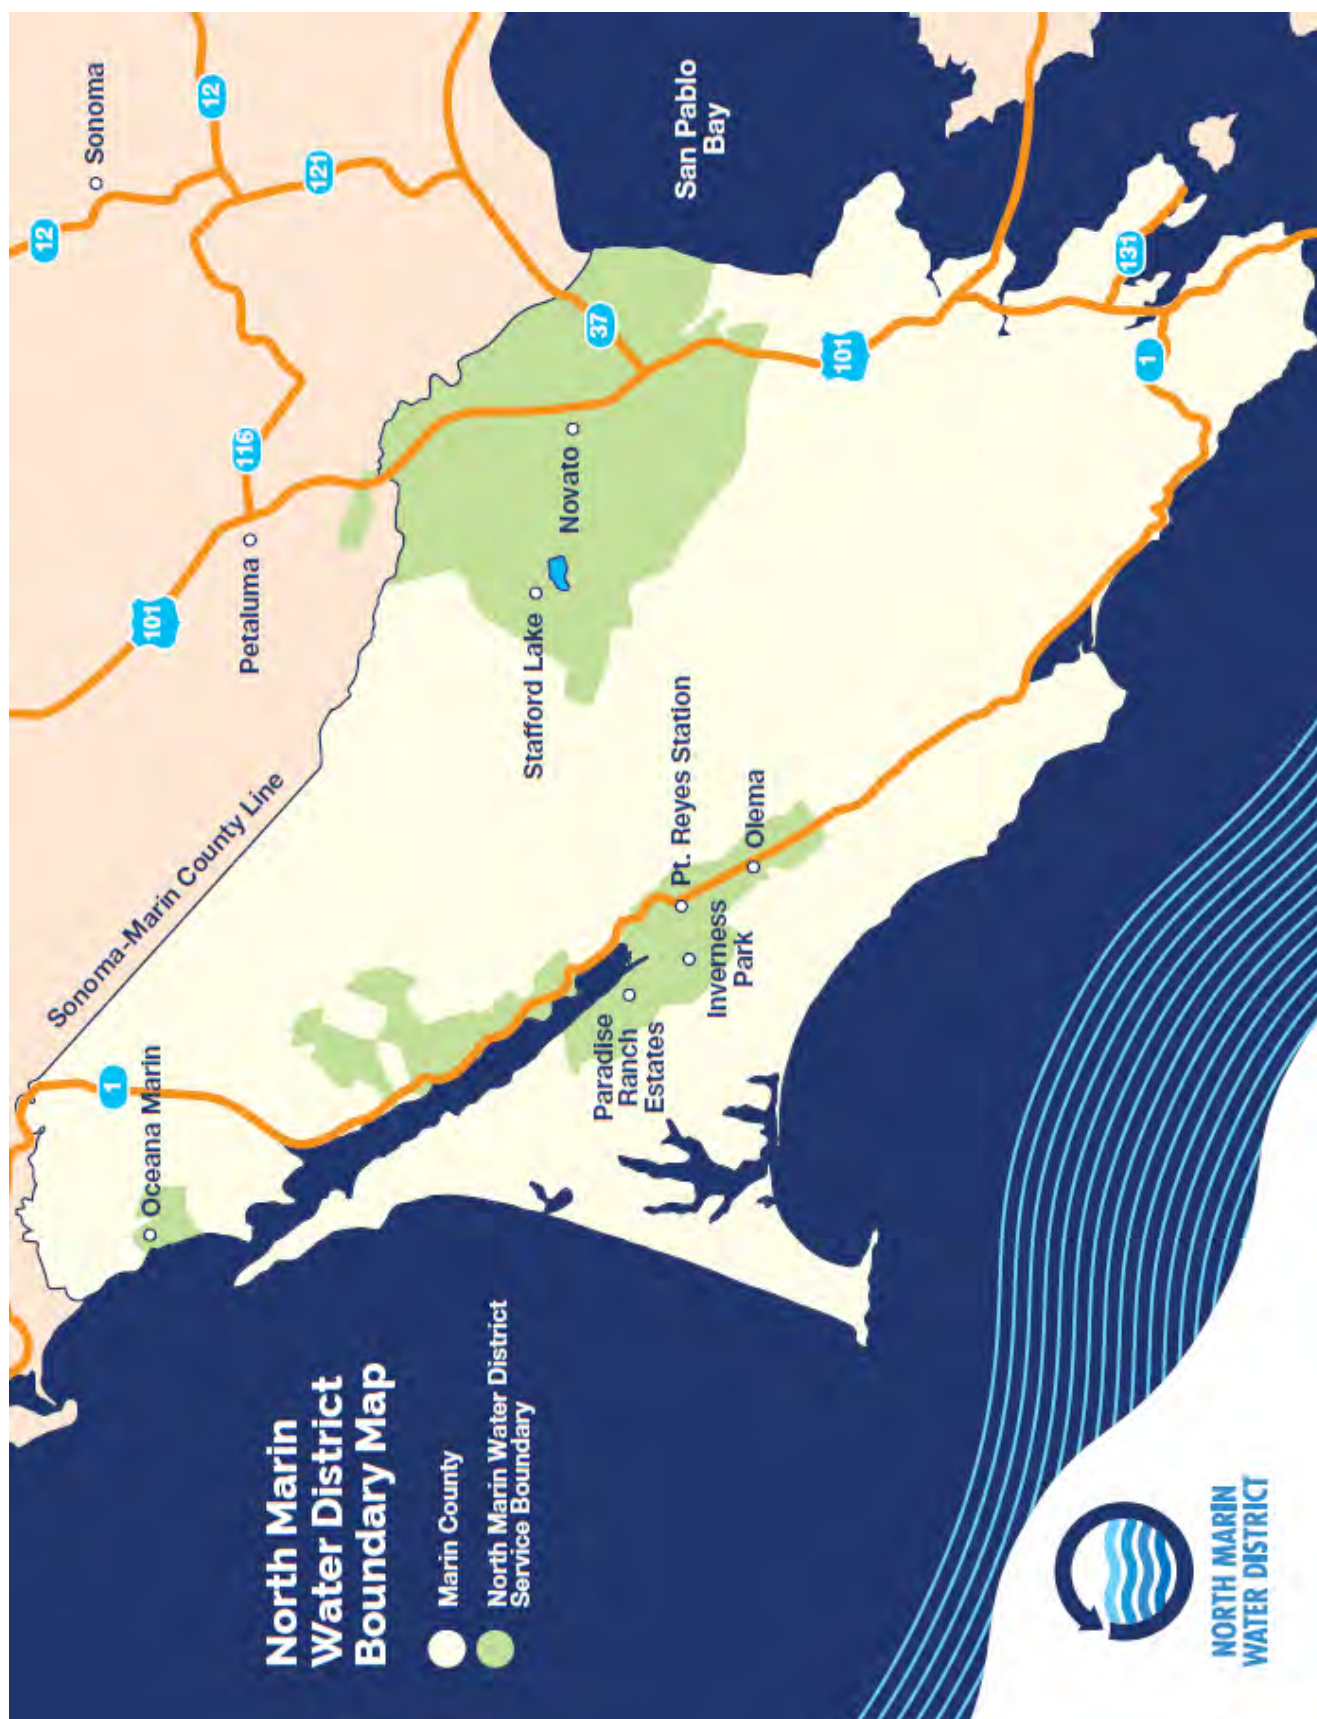 North Marin
Water District
Boundary Map
Marin County
North Marin Water District
Service Boundary
Sonoma-Marin County Line
Oceana Marin
1
Paradise
Ranch
Estates
Inverness
Park
Pt. Reyes Station
Olema
Stafford Lake
Novato
Petaluma
101
116
12
Sonoma
12
121
37
101
San Pablo
Bay
131
1
NORTH MARIN
WATER DISTRICT